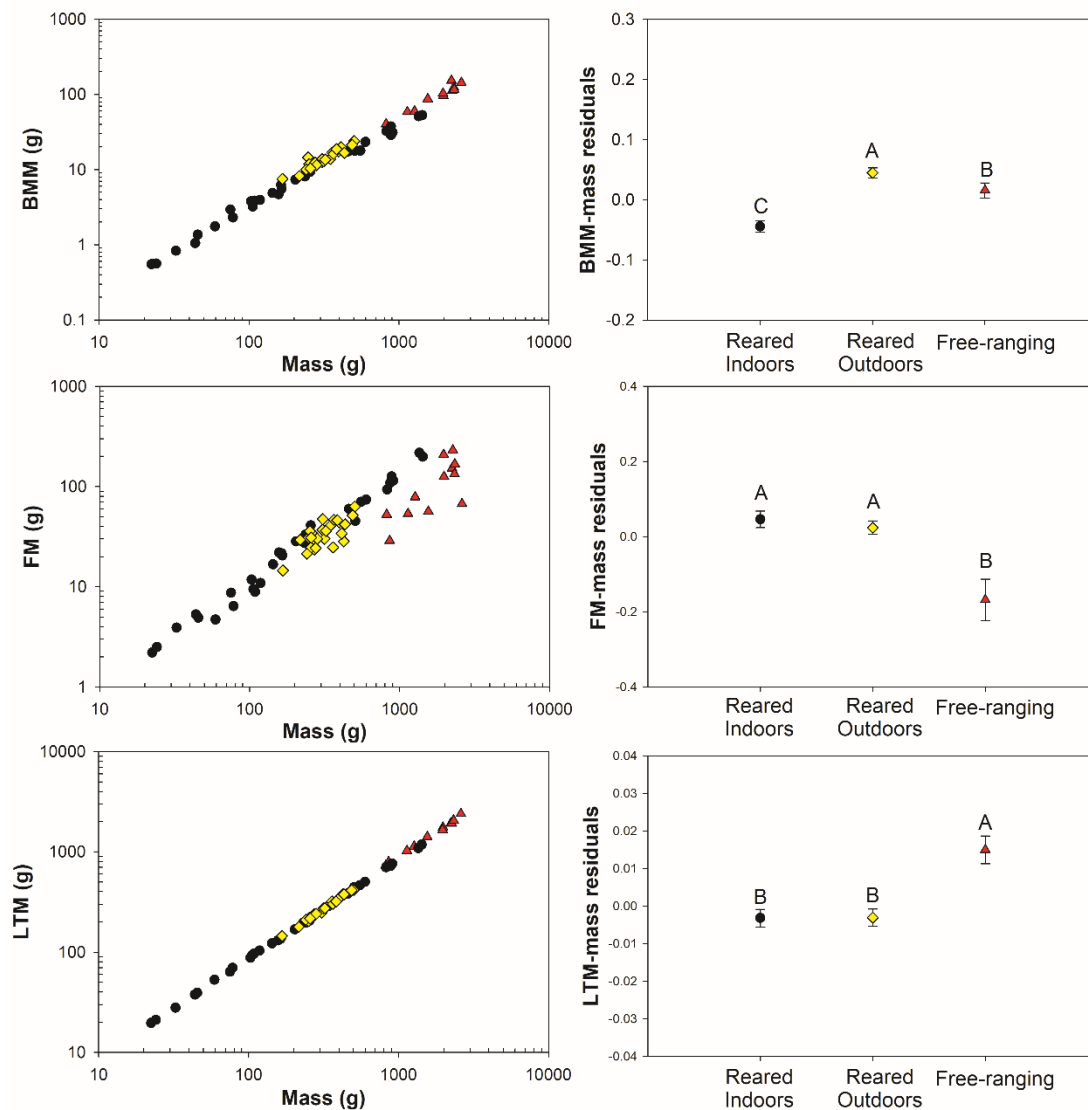 1000
100
10
1
0.1
BMM (g)
10
100
1000
10000
Mass (g)
0.3
0.2
0.1
0.0
-0.1
-0.2
BMM-mass residuals
C
A
B
Reared
Indoors
Reared
Outdoors
Free-ranging
1000
100
10
1
FM (g)
10
100
1000
10000
Mass (g)
0.4
0.2
0.0
-0.2
-0.4
FM-mass residuals
A
A
B
Reared
Indoors
Reared
Outdoors
Free-ranging
10000
1000
100
10
LTM (g)
10
100
1000
10000
Mass (g)
0.04
0.03
0.02
0.01
0.00
-0.01
-0.02
-0.03
-0.04
LTM-mass residuals
B
B
A
Reared
Indoors
Reared
Outdoors
Free-ranging